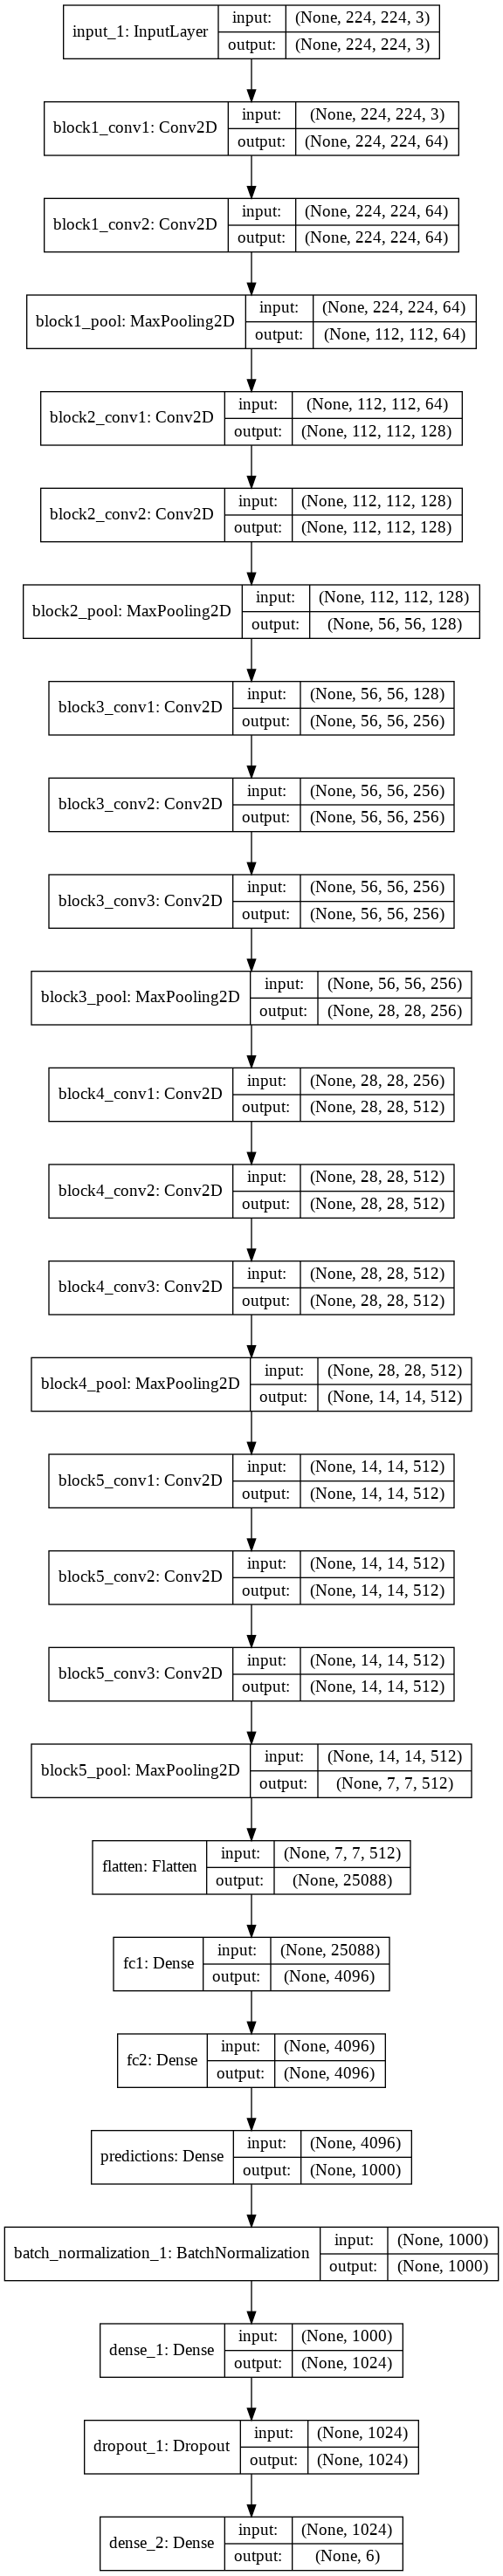 input_1: InputLayer
input: (None, 224, 224, 3)
output: (None, 224, 224, 3)
block1_conv1: Conv2D
input: (None, 224, 224, 3)
output: (None, 224, 224, 64)
block1_conv2: Conv2D
input: (None, 224, 224, 64)
output: (None, 224, 224, 64)
block1_pool: MaxPooling2D
input: (None, 224, 224, 64)
output: (None, 112, 112, 64)
block2_conv1: Conv2D
input: (None, 112, 112, 64)
output: (None, 112, 112, 128)
block2_conv2: Conv2D
input: (None, 112, 112, 128)
output: (None, 112, 112, 128)
block2_pool: MaxPooling2D
input: (None, 112, 112, 128)
output: (None, 56, 56, 128)
block3_conv1: Conv2D
input: (None, 56, 56, 128)
output: (None, 56, 56, 256)
block3_conv2: Conv2D
input: (None, 56, 56, 256)
output: (None, 56, 56, 256)
block3_conv3: Conv2D
input: (None, 56, 56, 256)
output: (None, 56, 56, 256)
block3_pool: MaxPooling2D
input: (None, 56, 56, 256)
output: (None, 28, 28, 256)
block4_conv1: Conv2D
input: (None, 28, 28, 256)
output: (None, 28, 28, 512)
block4_conv2: Conv2D
input: (None, 28, 28, 512)
output: (None, 28, 28, 512)
block4_conv3: Conv2D
input: (None, 28, 28, 512)
output: (None, 28, 28, 512)
block4_pool: MaxPooling2D
input: (None, 28, 28, 512)
output: (None, 14, 14, 512)
block5_conv1: Conv2D
input: (None, 14, 14, 512)
output: (None, 14, 14, 512)
block5_conv2: Conv2D
input: (None, 14, 14, 512)
output: (None, 14, 14, 512)
block5_conv3: Conv2D
input: (None, 14, 14, 512)
output: (None, 14, 14, 512)
block5_pool: MaxPooling2D
input: (None, 14, 14, 512)
output: (None, 7, 7, 512)
flatten: Flatten
input: (None, 7, 7, 512)
output: (None, 25088)
fc1: Dense
input: (None, 25088)
output: (None, 4096)
fc2: Dense
input: (None, 4096)
output: (None, 4096)
predictions: Dense
input: (None, 4096)
output: (None, 1000)
batch_normalization_1: BatchNormalization
input: (None, 1000)
output: (None, 1000)
dense_1: Dense
input: (None, 1000)
output: (None, 1024)
dropout_1: Dropout
input: (None, 1024)
output: (None, 1024)
dense_2: Dense
input: (None, 1024)
output: (None, 6)